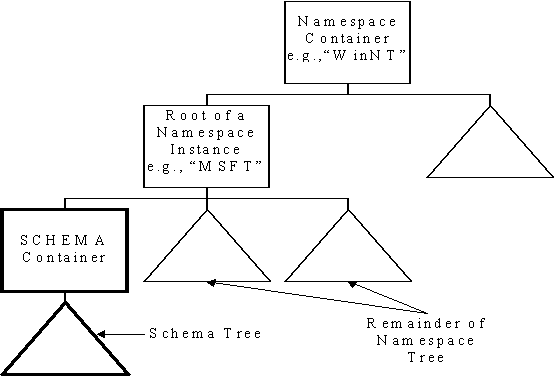 Namespace
Container
e.g.,“WinNT”
Root of a
Namespace
Instance
e.g., “MSFT”
SCHEMA
Container
Schema Tree
Remainder of
Namespace
Tree